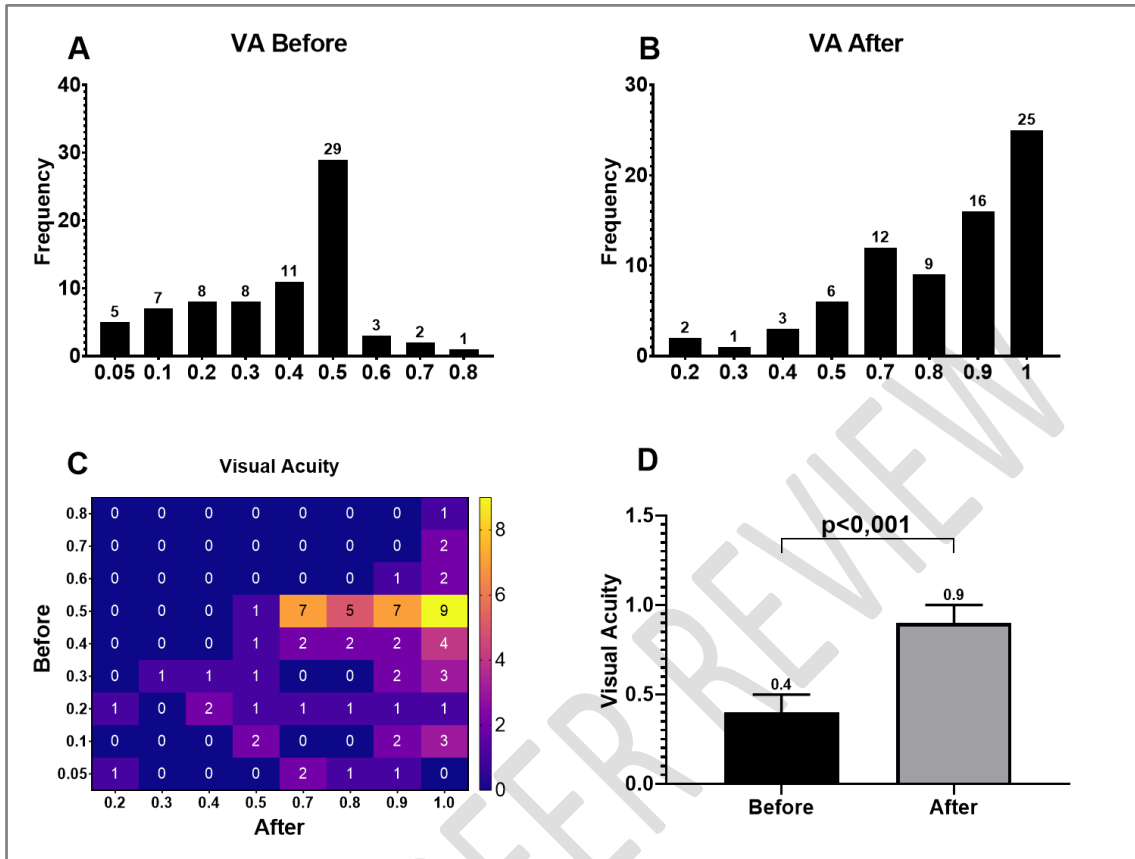 A
VA Before
Frequency
40
30
20
10
0
5
7
8
8
11
29
3
2
1
0.05 0.1 0.2 0.3 0.4 0.5 0.6 0.7 0.8
B
VA After
Frequency
30
20
10
0
2
1
3
6
12
9
16
25
0.2 0.3 0.4 0.5 0.7 0.8 0.9 1
C
Visual Acuity
Before
0.8 0 0 0 0 0 0 0 1
0.7 0 0 0 0 0 0 0 2
0.6 0 0 0 0 0 0 1 2
0.5 0 0 0 1 7 5 7 9
0.4 0 0 0 1 2 2 2 4
0.3 0 1 1 1 0 0 2 3
0.2 1 0 2 1 1 1 1 1
0.1 0 0 0 2 0 0 2 3
0.05 1 0 0 0 2 1 1 0
0.2 0.3 0.4 0.5 0.7 0.8 0.9 1.0
After
8
6
4
2
0
D
Visual Acuity
1.5
1.0
0.5
0.0
p<0,001
0.4
0.9
Before After
EER REVIEW